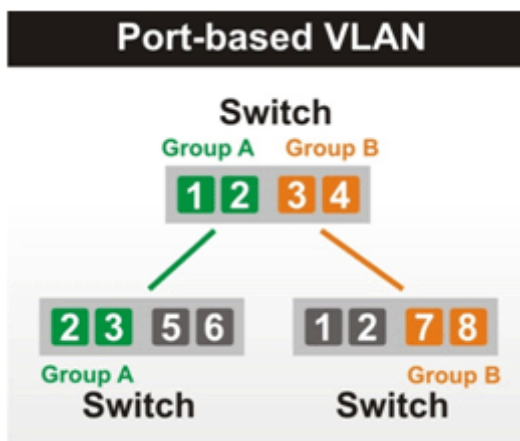 Port-based VLAN
Switch
Group A Group B
1 2 3 4
2 3 5 6 1 2 7 8
Group A Group B
Switch Switch